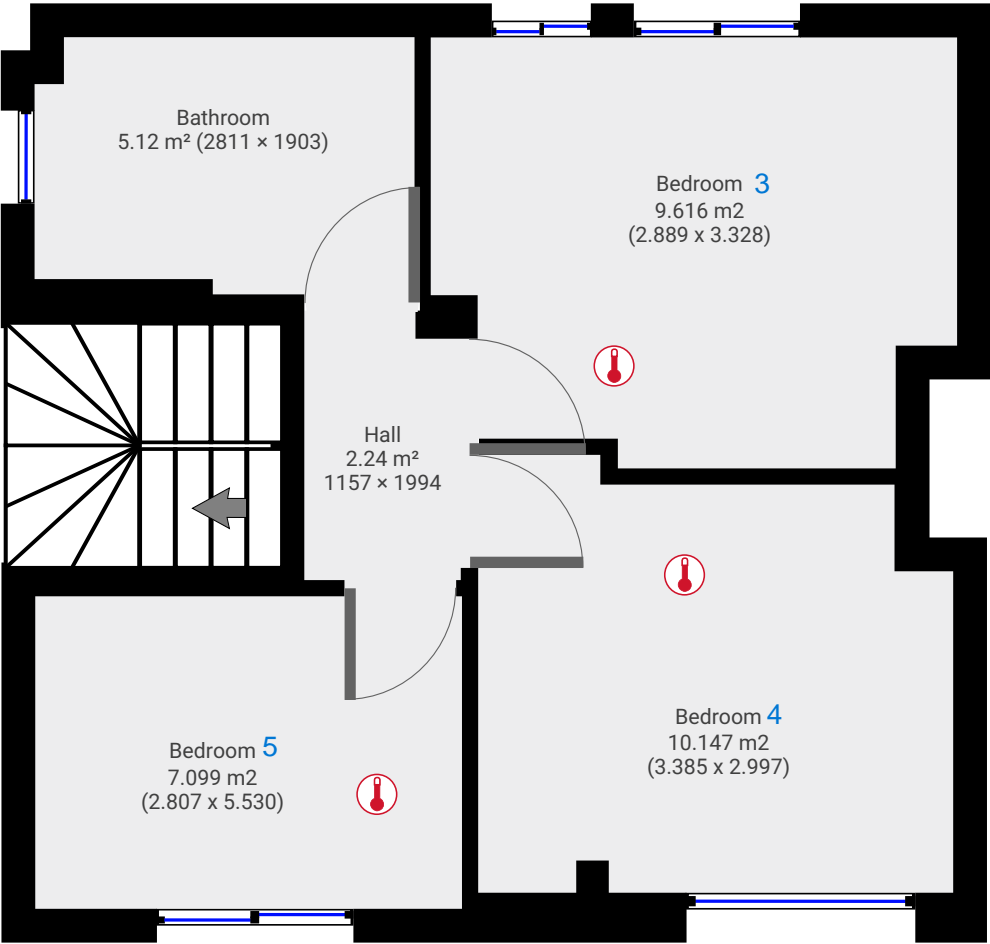 Bathroom
5.12 m² (2811 × 1903)
Bedroom 3
9.616 m2
(2.889 x 3.328)
Hall
2.24 m²
1157 × 1994
Bedroom 4
10.147 m2
(3.385 x 2.997)
Bedroom 5
7.099 m2
(2.807 x 5.530)